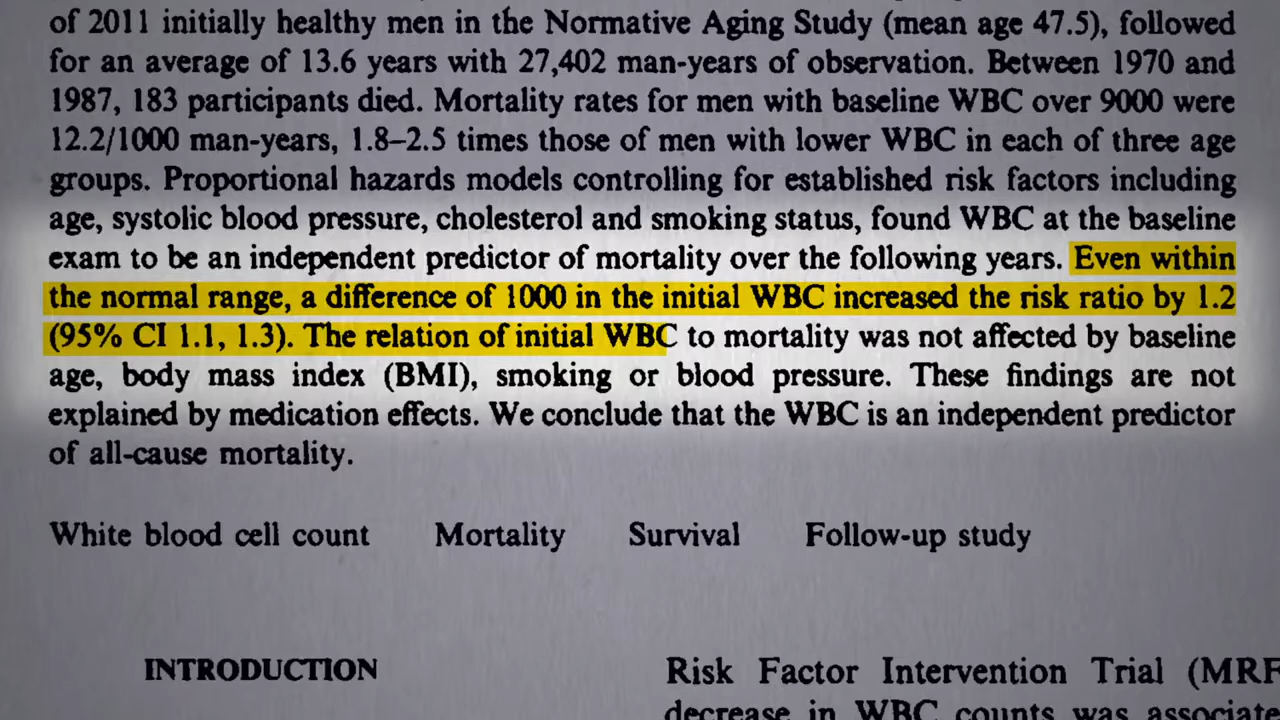 of 2011 initially healthy men in the Normative Aging Study (mean age 47.5), followed
for an average of 13.6 years with 27,402 man-years of observation. Between 1970 and
1987, 183 participants died. Mortality rates for men with baseline WBC over 9000 were
12.2/1000 man-years, 1.8–2.5 times those of men with lower WBC in each of three age
groups. Proportional hazards models controlling for established risk factors including
age, systolic blood pressure, cholesterol and smoking status, found WBC at the baseline
exam to be an independent predictor of mortality over the following years. Even within
the normal range, a difference of 1000 in the initial WBC increased the risk ratio by 1.2
(95% CI 1.1, 1.3). The relation of initial WBC to mortality was not affected by baseline
age, body mass index (BMI), smoking or blood pressure. These findings are not
explained by medication effects. We conclude that the WBC is an independent predictor
of all-cause mortality.
White blood cell count Mortality Survival Follow-up study
INTRODUCTION
Risk Factor Intervention Trial (MRF
decrease in WBC counts was associate